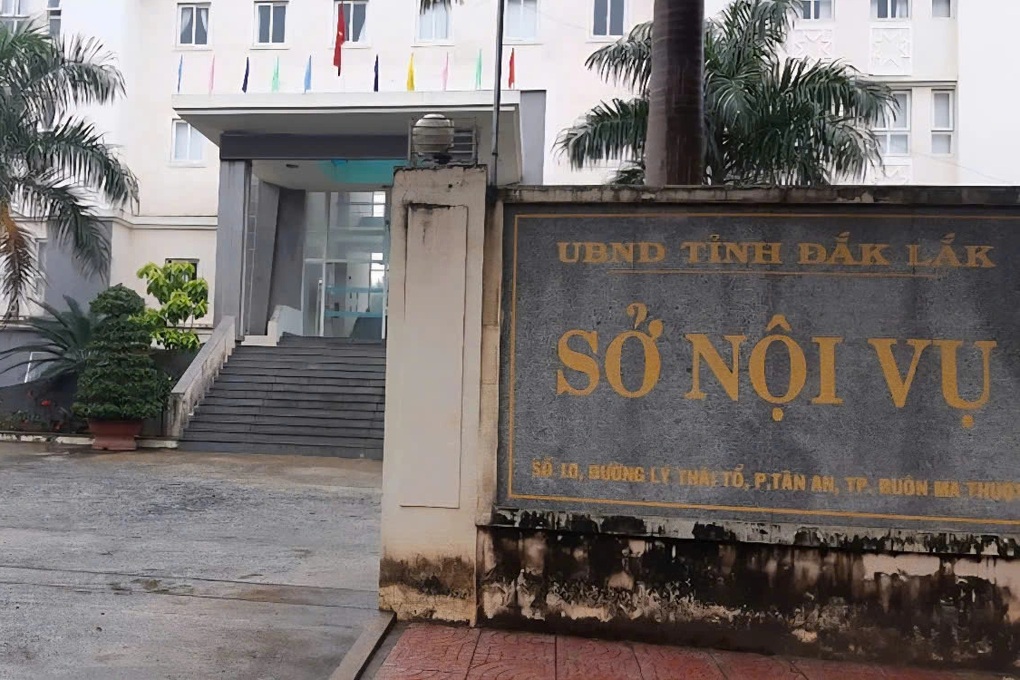 UBND TỈNH ĐẮK LẮK
SỞ NỘI VỤ
SỐ 10, ĐƯỜNG LÝ THÁI TỔ, P.TÂN AN, TP. BUÔN MA THUỘT